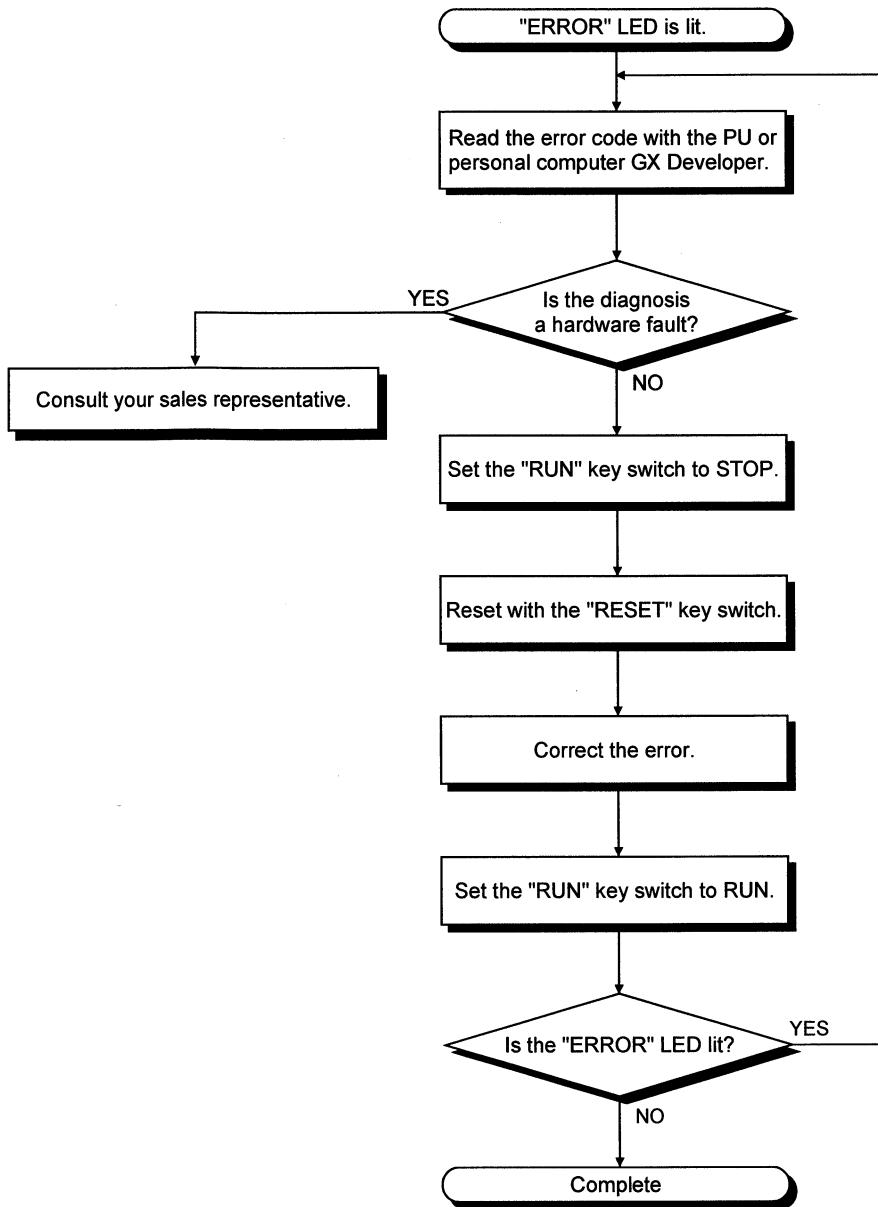 "ERROR" LED is lit.
Read the error code with the PU or
personal computer GX Developer.
YES
Is the diagnosis
a hardware fault?
NO
Consult your sales representative.
Set the "RUN" key switch to STOP.
Reset with the "RESET" key switch.
Correct the error.
Set the "RUN" key switch to RUN.
Is the "ERROR" LED lit?
YES
NO
Complete